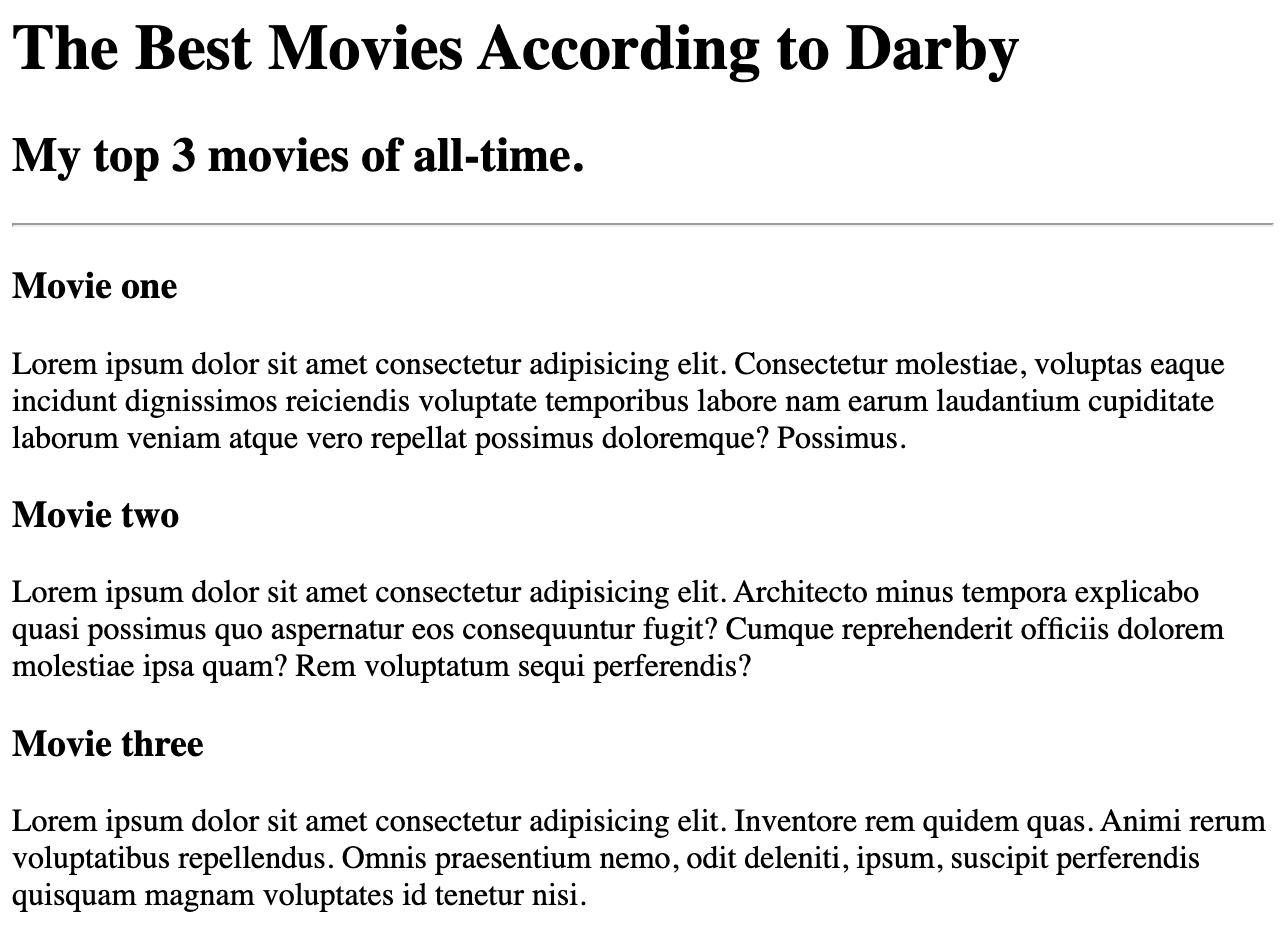 The Best Movies According to Darby
My top 3 movies of all-time.
Movie one
Lorem ipsum dolor sit amet consectetur adipisicing elit. Consectetur molestiae, voluptas eaque
incidunt dignissimos reiciendis voluptate temporibus labore nam earum laudantium cupiditate
laborum veniam atque vero repellat possimus doloremque? Possimus.
Movie two
Lorem ipsum dolor sit amet consectetur adipisicing elit. Architecto minus tempora explicabo
quasi possimus quo aspernatur eos consequuntur fugit? Cumque reprehenderit officiis dolorem
molestiae ipsa quam? Rem voluptatum sequi perferendis?
Movie three
Lorem ipsum dolor sit amet consectetur adipisicing elit. Inventore rem quidem quas. Animi rerum
voluptatibus repellendus. Omnis praesentium nemo, odit deleniti, ipsum, suscipit perferendis
quisquam magnam voluptates id tenetur nisi.